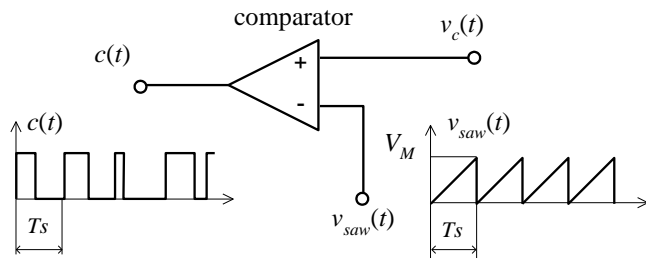 comparator
c(t)
v_c(t)
+
-
c(t)
v_saw(t)
V_M
v_saw(t)
Ts
Ts